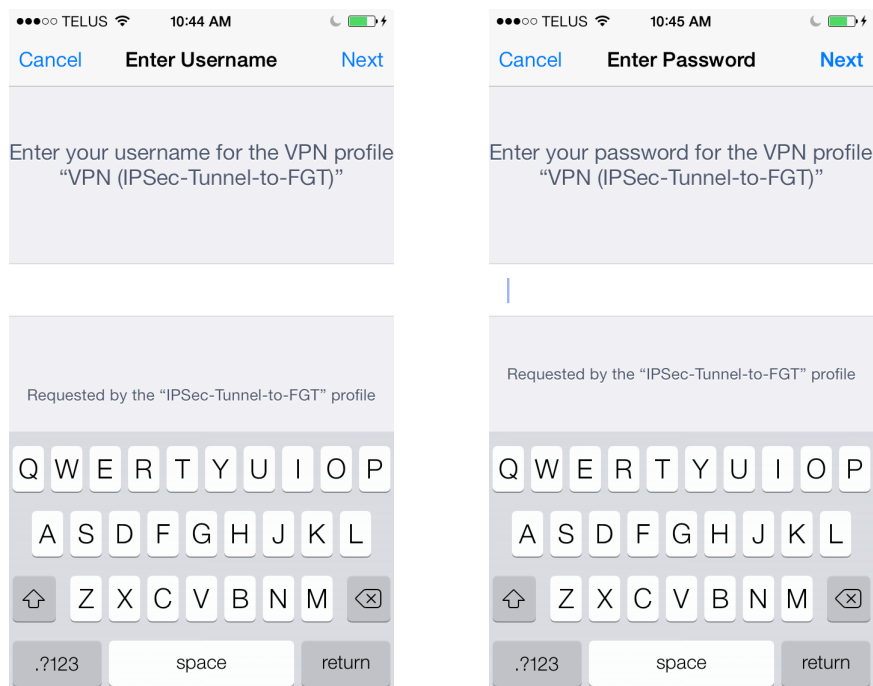 TELUS 10:44 AM
Cancel Enter Username Next
Enter your username for the VPN profile
“VPN (IPSec-Tunnel-to-FGT)”
Requested by the “IPSec-Tunnel-to-FGT” profile
Q W E R T Y U I O P
A S D F G H J K L
Z X C V B N M
.?123 space return
TELUS 10:45 AM
Cancel Enter Password Next
Enter your password for the VPN profile
“VPN (IPSec-Tunnel-to-FGT)”
Requested by the “IPSec-Tunnel-to-FGT” profile
Q W E R T Y U I O P
A S D F G H J K L
Z X C V B N M
.?123 space return